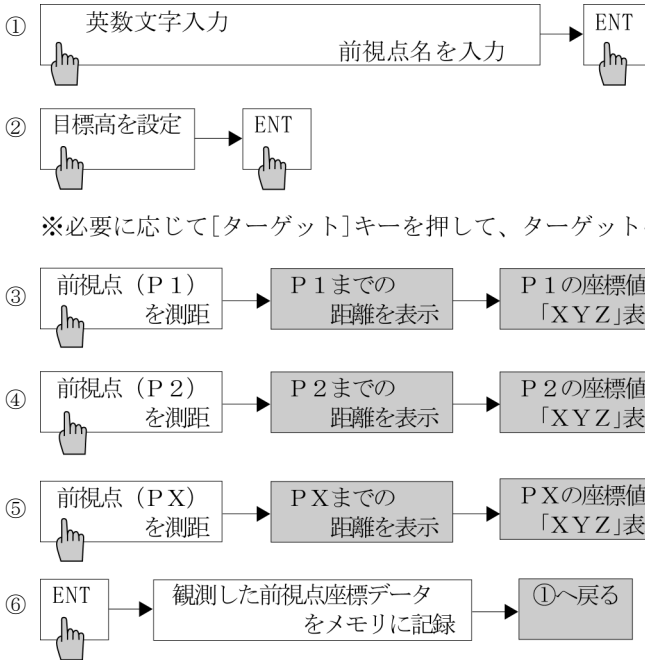 ① 英数文字入力 ENT
前視点名を入力
② 目標高を設定 ENT
※必要に応じて[ターゲット]キーを押して、ターゲット
③ 前視点（Ｐ１） Ｐ１までの Ｐ１の座標値
を測距 距離を表示 「ＸＹＺ」表
④ 前視点（Ｐ２） Ｐ２までの Ｐ２の座標値
を測距 距離を表示 「ＸＹＺ」表
⑤ 前視点（ＰＸ） ＰＸまでの ＰＸの座標値
を測距 距離を表示 「ＸＹＺ」表
⑥ ENT 観測した前視点座標データ ①へ戻る
をメモリに記録